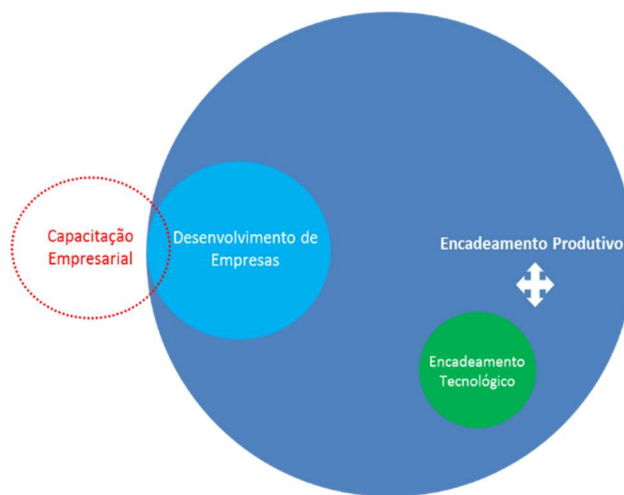 Capacitação
Empresarial
Desenvolvimento de
Empresas
Encadeamento Produtivo
Encadeamento
Tecnológico